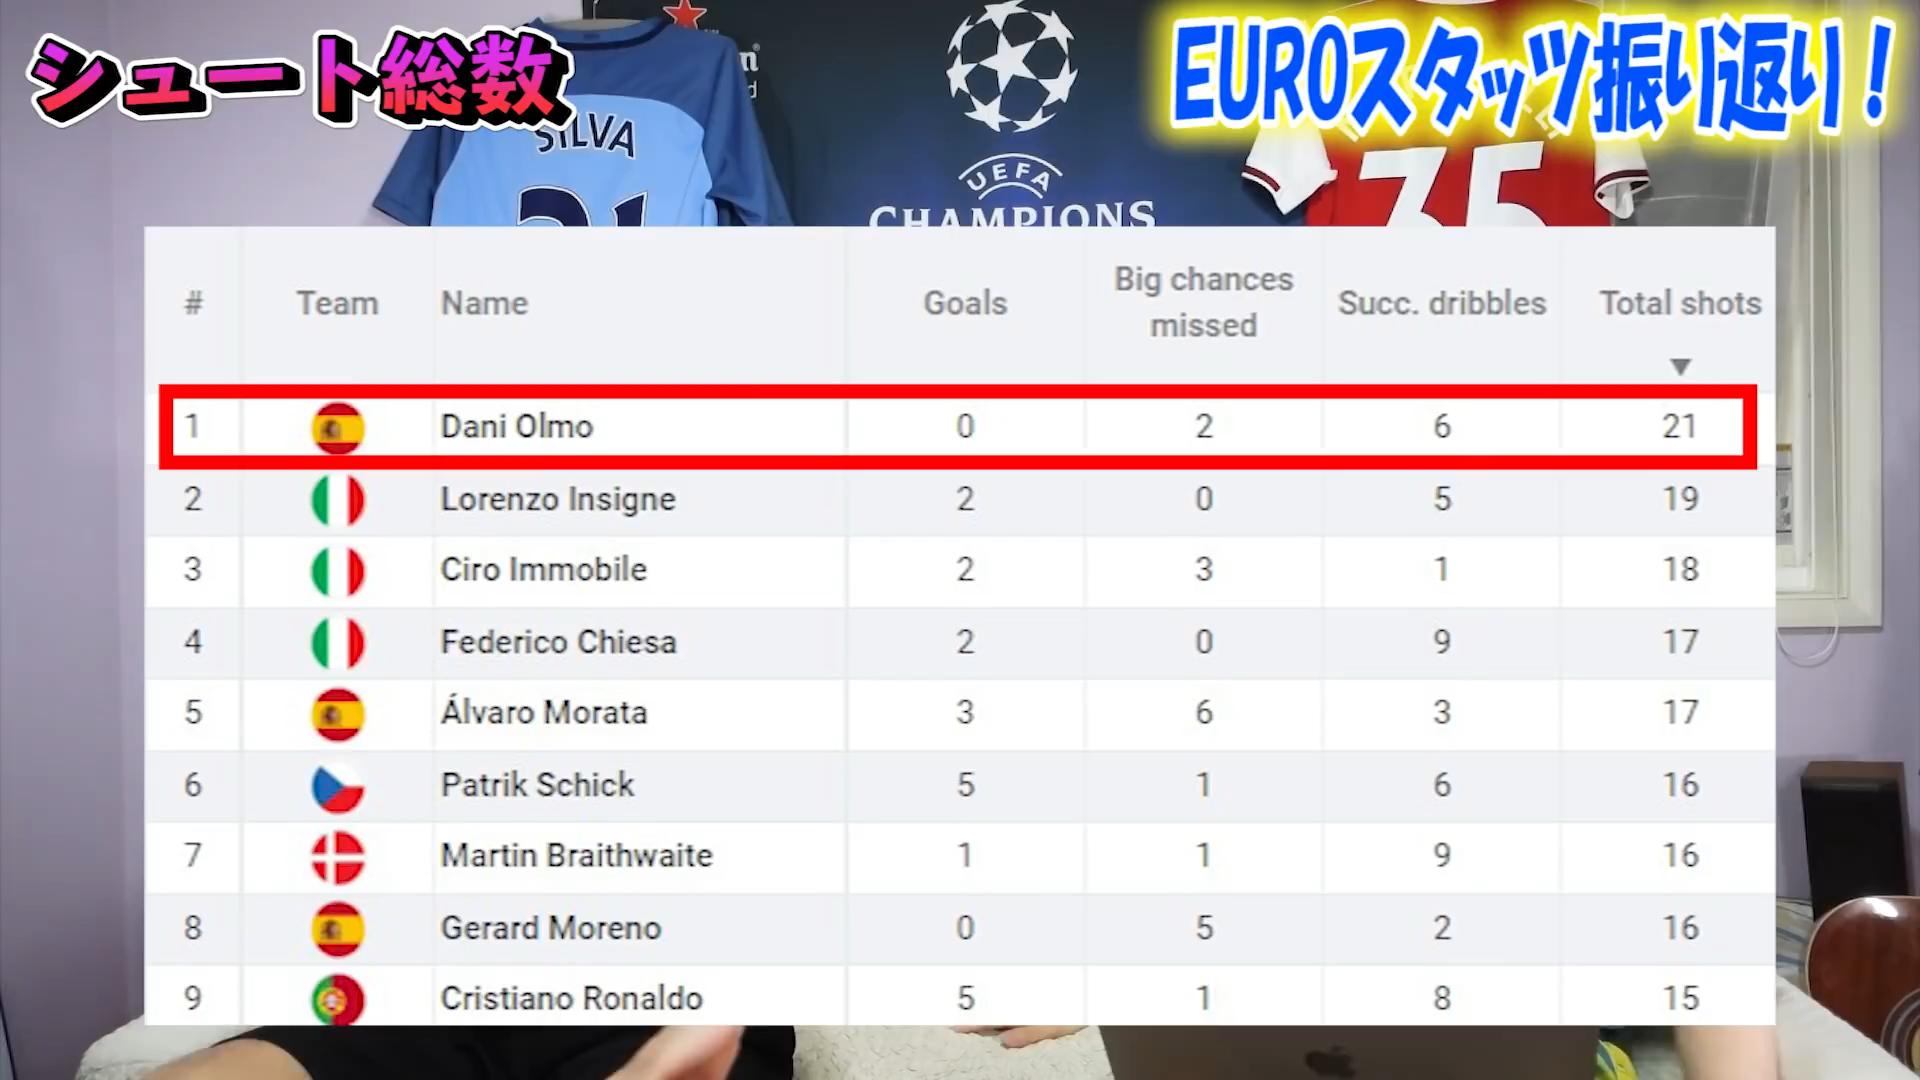 シュート総数
EUROスタッツ振り返り！
SILVA
21
UEFA
CHAMPIONS
35
# Team Name Goals Big chances missed Succ. dribbles Total shots ▼
1 Dani Olmo 0 2 6 21
2 Lorenzo Insigne 2 0 5 19
3 Ciro Immobile 2 3 1 18
4 Federico Chiesa 2 0 9 17
5 Álvaro Morata 3 6 3 17
6 Patrik Schick 5 1 6 16
7 Martin Braithwaite 1 1 9 16
8 Gerard Moreno 0 5 2 16
9 Cristiano Ronaldo 5 1 8 15